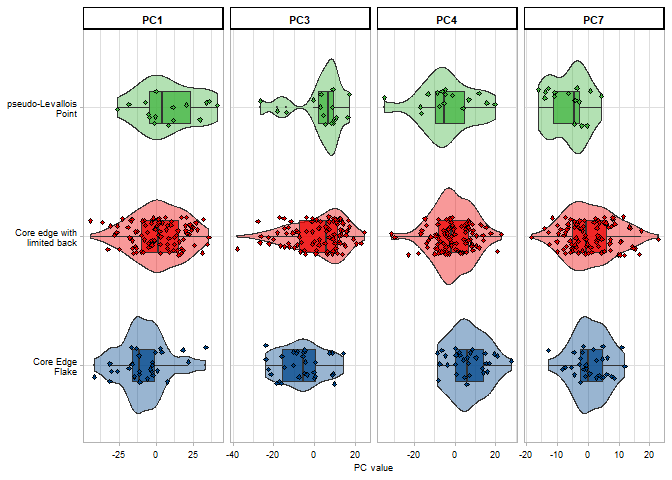 PC1 PC3 PC4 PC7
pseudo-Levallois
Point
Core edge with
limited back
Core Edge
Flake
-25 0 25 -40 -20 0 20 -20 0 20 -20 -10 0 10 20
PC value